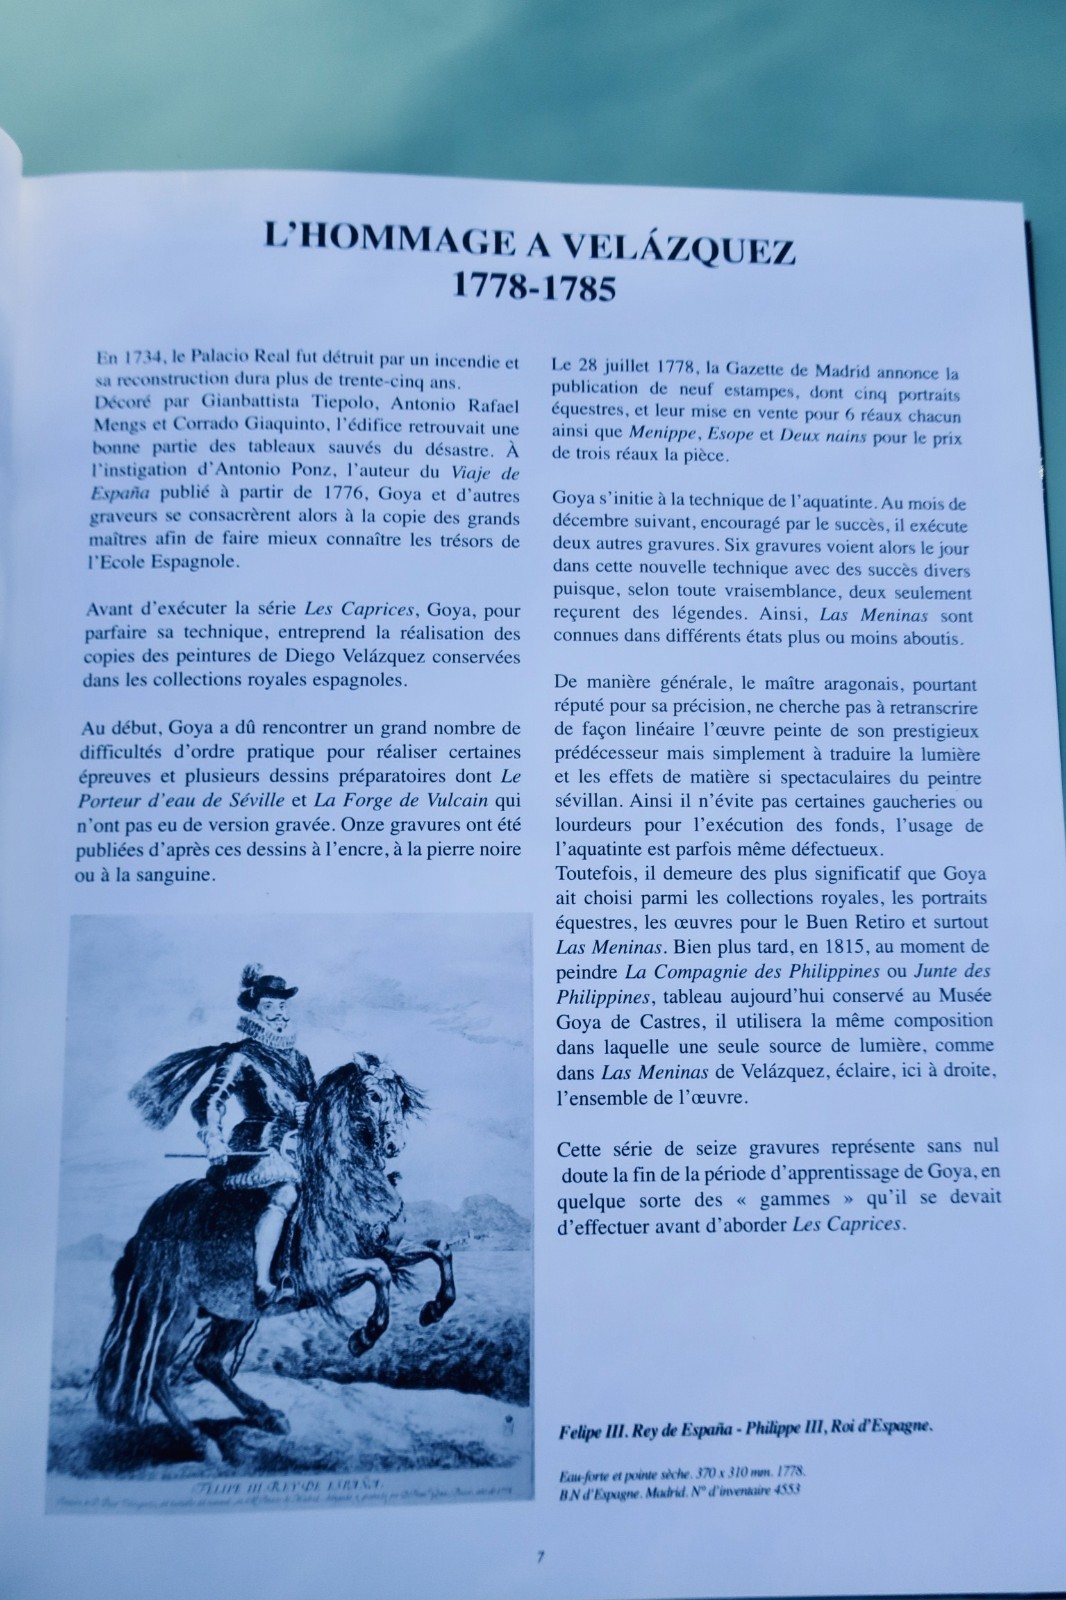 L'HOMMAGE A VELÁZQUEZ
1778-1785
En 1734, le Palacio Real fut détruit par un incendie et
sa reconstruction dura plus de trente-cinq ans.
Décoré par Gianbattista Tiepolo, Antonio Rafael
Mengs et Corrado Giaquinto, l'édifice retrouvait une
bonne partie des tableaux sauvés du désastre. À
l'instigation d'Antonio Ponz, l'auteur du Viaje de
España publié à partir de 1776, Goya et d'autres
graveurs se consacrèrent alors à la copie des grands
maîtres afin de faire mieux connaître les trésors de
l'Ecole Espagnole.
Avant d'exécuter la série Les Caprices, Goya, pour
parfaire sa technique, entreprend la réalisation des
copies des peintures de Diego Velázquez conservées
dans les collections royales espagnoles.
Au début, Goya a dû rencontrer un grand nombre de
difficultés d'ordre pratique pour réaliser certaines
épreuves et plusieurs dessins préparatoires dont Le
Porteur d'eau de Séville et La Forge de Vulcain qui
n'ont pas eu de version gravée. Onze gravures ont été
publiées d'après ces dessins à l'encre, à la pierre noire
ou à la sanguine.
FELIPE III REY DE ESPAÑA.
Le 28 juillet 1778, la Gazette de Madrid annonce la
publication de neuf estampes, dont cinq portraits
équestres, et leur mise en vente pour 6 réaux chacun
ainsi que Menippe, Esope et Deux nains pour le prix
de trois réaux la pièce.
Goya s'initie à la technique de l'aquatinte. Au mois de
décembre suivant, encouragé par le succès, il exécute
deux autres gravures. Six gravures voient alors le jour
dans cette nouvelle technique avec des succès divers
puisque, selon toute vraisemblance, deux seulement
reçurent des légendes. Ainsi, Las Meninas sont
connues dans différents états plus ou moins aboutis.
De manière générale, le maître aragonais, pourtant
réputé pour sa précision, ne cherche pas à retranscrire
de façon linéaire l'œuvre peinte de son prestigieux
prédécesseur mais simplement à traduire la lumière
et les effets de matière si spectaculaires du peintre
sévillan. Ainsi il n'évite pas certaines gaucheries ou
lourdeurs pour l'exécution des fonds, l'usage de
l'aquatinte est parfois même défectueux.
Toutefois, il demeure des plus significatif que Goya
ait choisi parmi les collections royales, les portraits
équestres, les œuvres pour le Buen Retiro et surtout
Las Meninas. Bien plus tard, en 1815, au moment de
peindre La Compagnie des Philippines ou Junte des
Philippines, tableau aujourd'hui conservé au Musée
Goya de Castres, il utilisera la même composition
dans laquelle une seule source de lumière, comme
dans Las Meninas de Velázquez, éclaire, ici à droite,
l'ensemble de l'œuvre.
Cette série de seize gravures représente sans nul
doute la fin de la période d'apprentissage de Goya, en
quelque sorte des « gammes » qu'il se devait
d'effectuer avant d'aborder Les Caprices.
Felipe III. Rey de España - Philippe III, Roi d'Espagne.
Eau-forte et pointe sèche. 370 x 310 mm. 1778.
B.N d'Espagne. Madrid. N° d'inventaire 4553
7